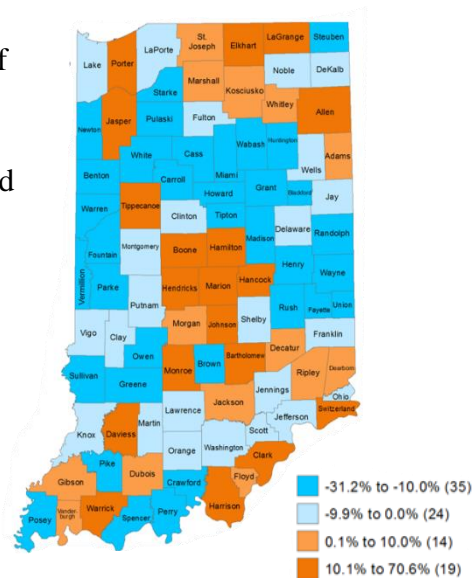 f
d
St.
Joseph
Elkhart
LaGrange
Steuben
LaPorte
Lake
Porter
Noble
DeKalb
Marshall
Starke
Kosciusko
Whitley
Allen
Newton
Jasper
Pulaski
Fulton
Wabash
Huntington
White
Cass
Miami
Wells
Adams
Benton
Carroll
Howard
Grant
Blackford
Jay
Warren
Tippecanoe
Clinton
Tipton
Delaware
Randolph
Madison
Fountain
Montgomery
Boone
Hamilton
Henry
Wayne
Vermillion
Parke
Hendricks
Marion
Hancock
Putnam
Rush
Fayette
Union
Vigo
Clay
Morgan
Johnson
Shelby
Franklin
Owen
Decatur
Sullivan
Greene
Monroe
Brown
Bartholomew
Ripley
Dearborn
Jennings
Ohio
Jackson
Switzerland
Lawrence
Jefferson
Knox
Daviess
Martin
Scott
Orange
Washington
Clark
Pike
Dubois
Floyd
Gibson
Crawford
Harrison
Posey
Vander-
burgh
Warrick
Spencer
Perry
-31.2% to -10.0% (35)
-9.9% to 0.0% (24)
0.1% to 10.0% (14)
10.1% to 70.6% (19)